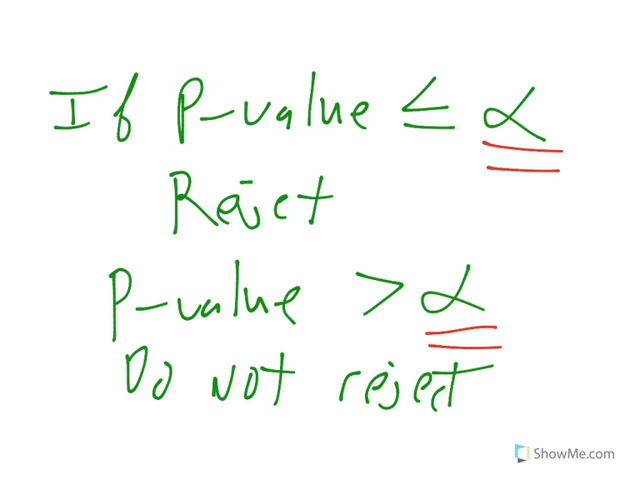 If P-value ≤ α
Reject
P-value > α
Do not reject
ShowMe.com